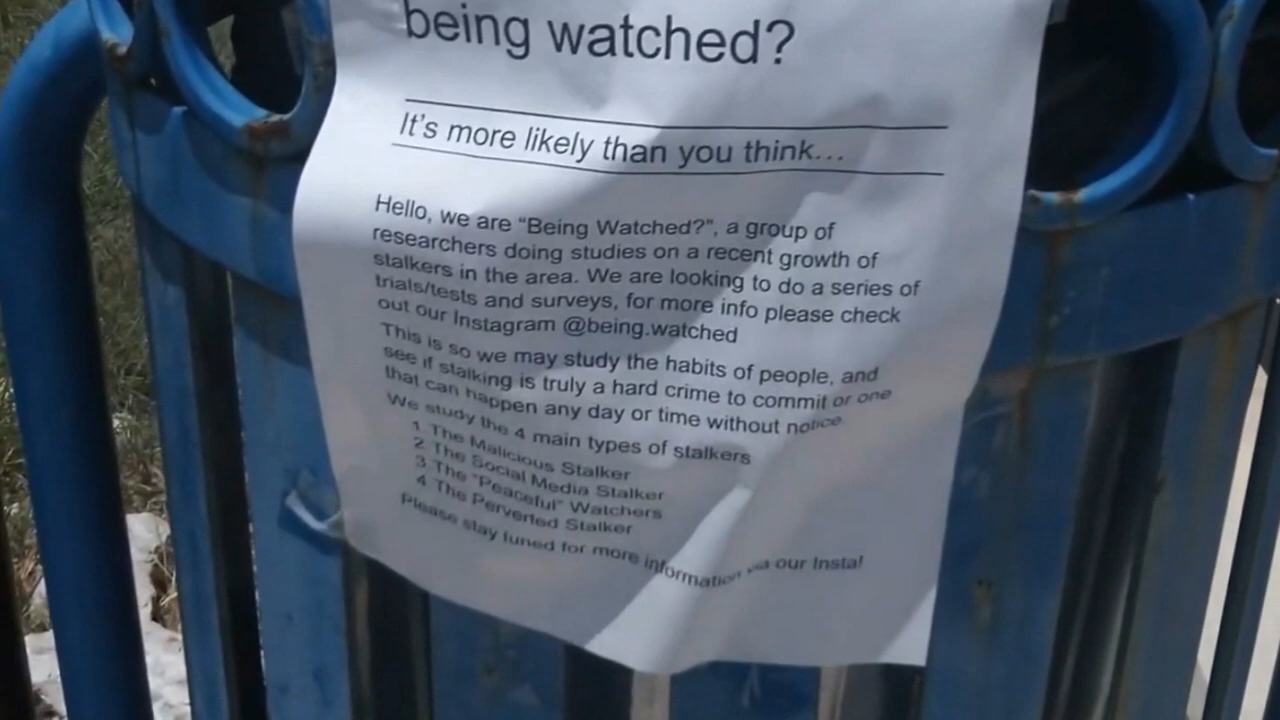 being watched?
It's more likely than you think...
Hello, we are "Being Watched?", a group of
researchers doing studies on a recent growth of
stalkers in the area. We are looking to do a series of
trials/tests and surveys, for more info please check
out our Instagram @being.watched
This is so we may study the habits of people, and
see if stalking is truly a hard crime to commit or one
that can happen any day or time without notice
We study the 4 main types of stalkers
1. The Malicious Stalker
2 The Social Media Stalker
3 The "Peaceful" Watchers
4 The Perverted Stalker
Please stay tuned for more information via our Insta!